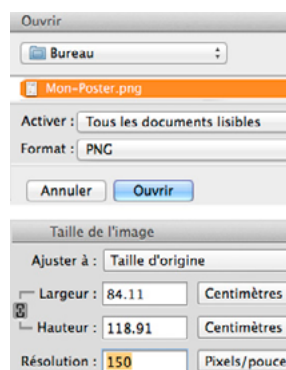 Ouvrir
Bureau
Mon-Poster.png
Activer : Tous les documents lisibles
Format : PNG
Annuler Ouvrir
Taille de l'image
Ajuster à : Taille d'origine
Largeur : 84.11 Centimètres
Hauteur : 118.91 Centimètres
Résolution : 150 Pixels/pouce